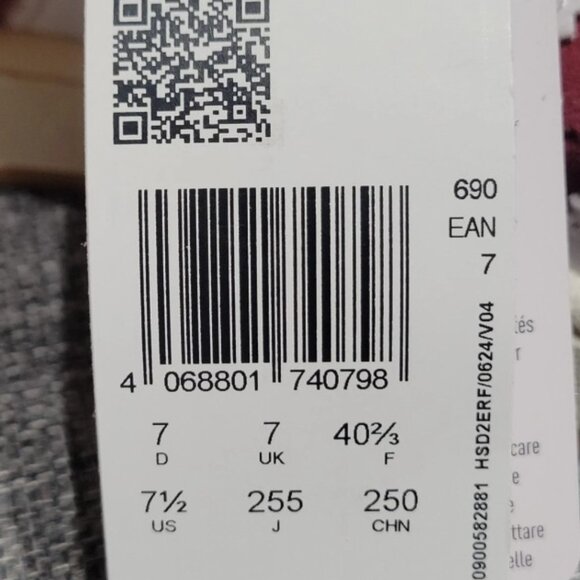 690
EAN
7
4 068801 740798
7 7 40⅔
D UK F
7½ 255 250
US J CHN
0900582881 HSD2ERF/0624/V04
tés
r
care
e
ttare
elle